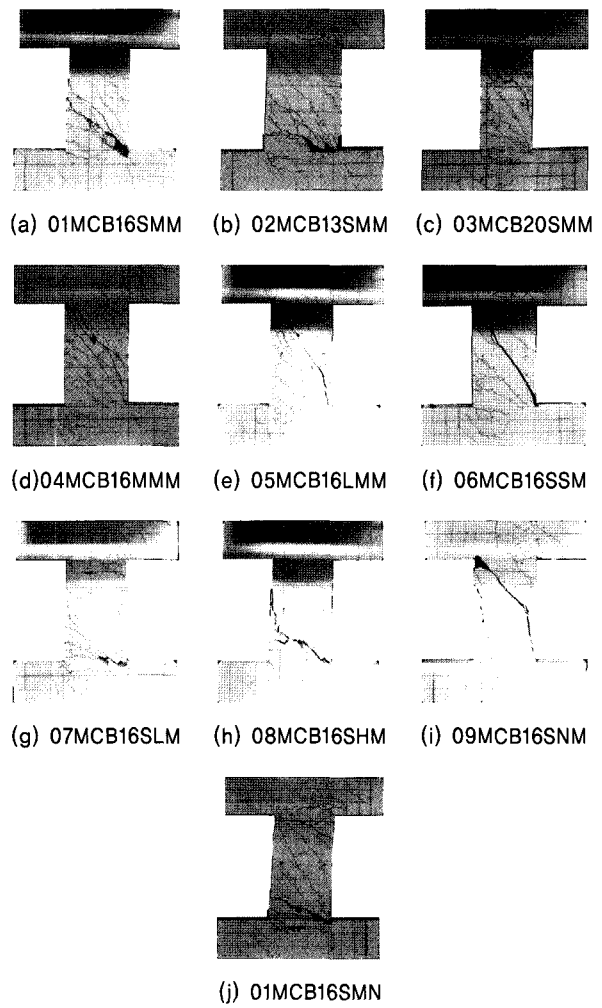 (a) 01MCB16SMM
(b) 02MCB13SMM
(c) 03MCB20SMM
(d)04MCB16MMM
(e) 05MCB16LMM
(f) 06MCB16SSM
(g) 07MCB16SLM
(h) 08MCB16SHM
(i) 09MCB16SNM
(j) 01MCB16SMN